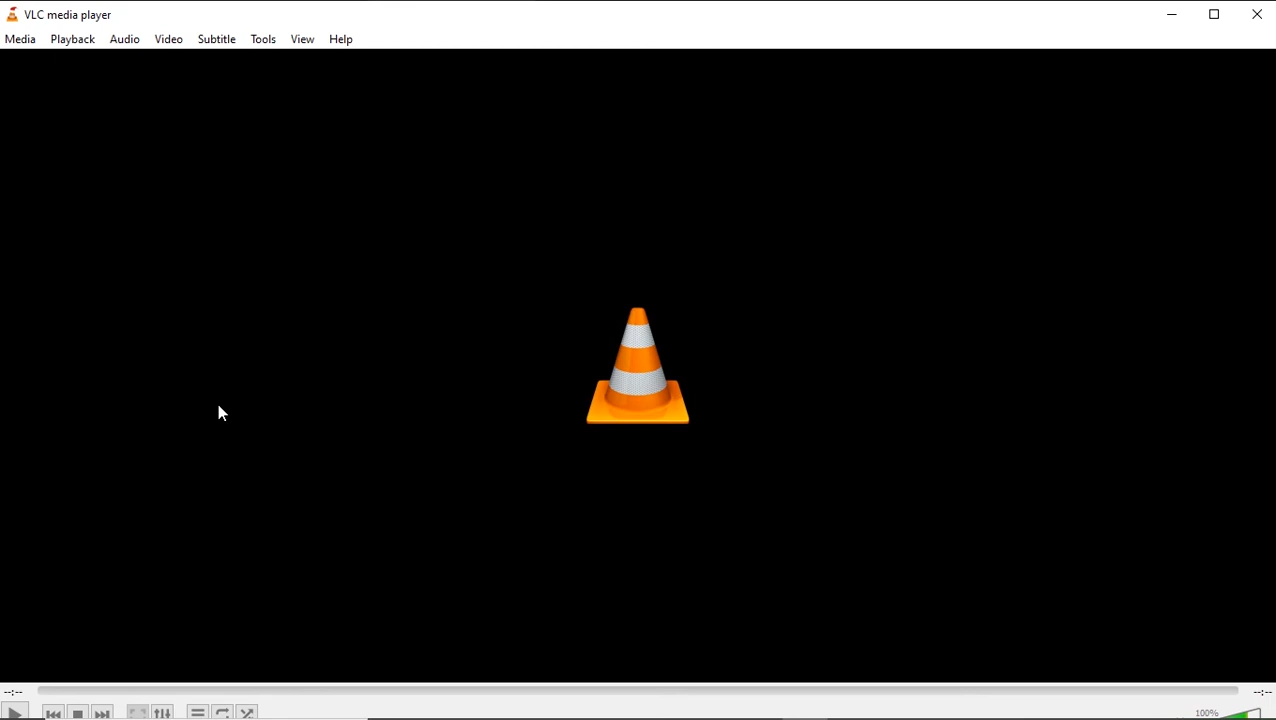 VLC media player
Media Playback Audio Video Subtitle Tools View Help
--:-- --:--
100%